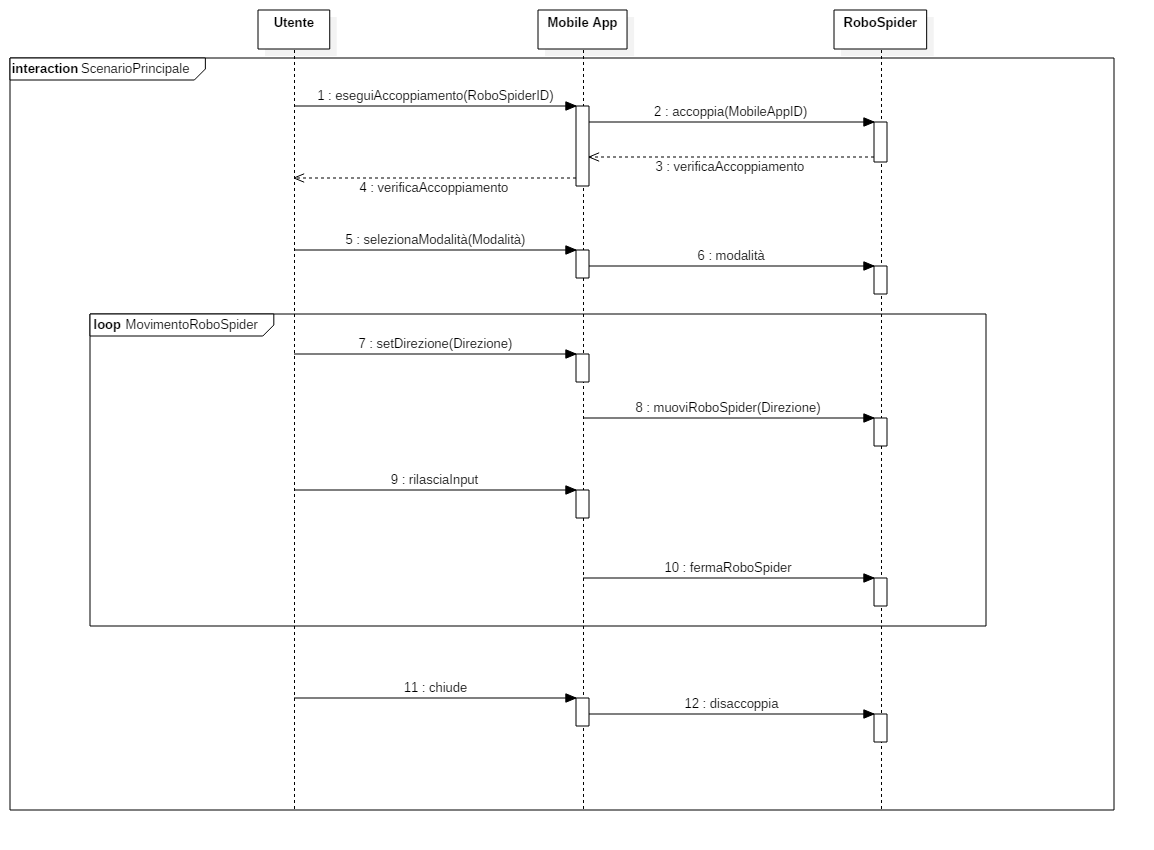 Utente
Mobile App
RoboSpider
interaction ScenarioPrincipale
1 : eseguiAccoppiamento(RoboSpiderID)
2 : accoppia(MobileAppID)
3 : verificaAccoppiamento
4 : verificaAccoppiamento
5 : selezionaModalità(Modalità)
6 : modalità
loop MovimentoRoboSpider
7 : setDirezione(Direzione)
8 : muoviRoboSpider(Direzione)
9 : rilasciaInput
10 : fermaRoboSpider
11 : chiude
12 : disaccoppia